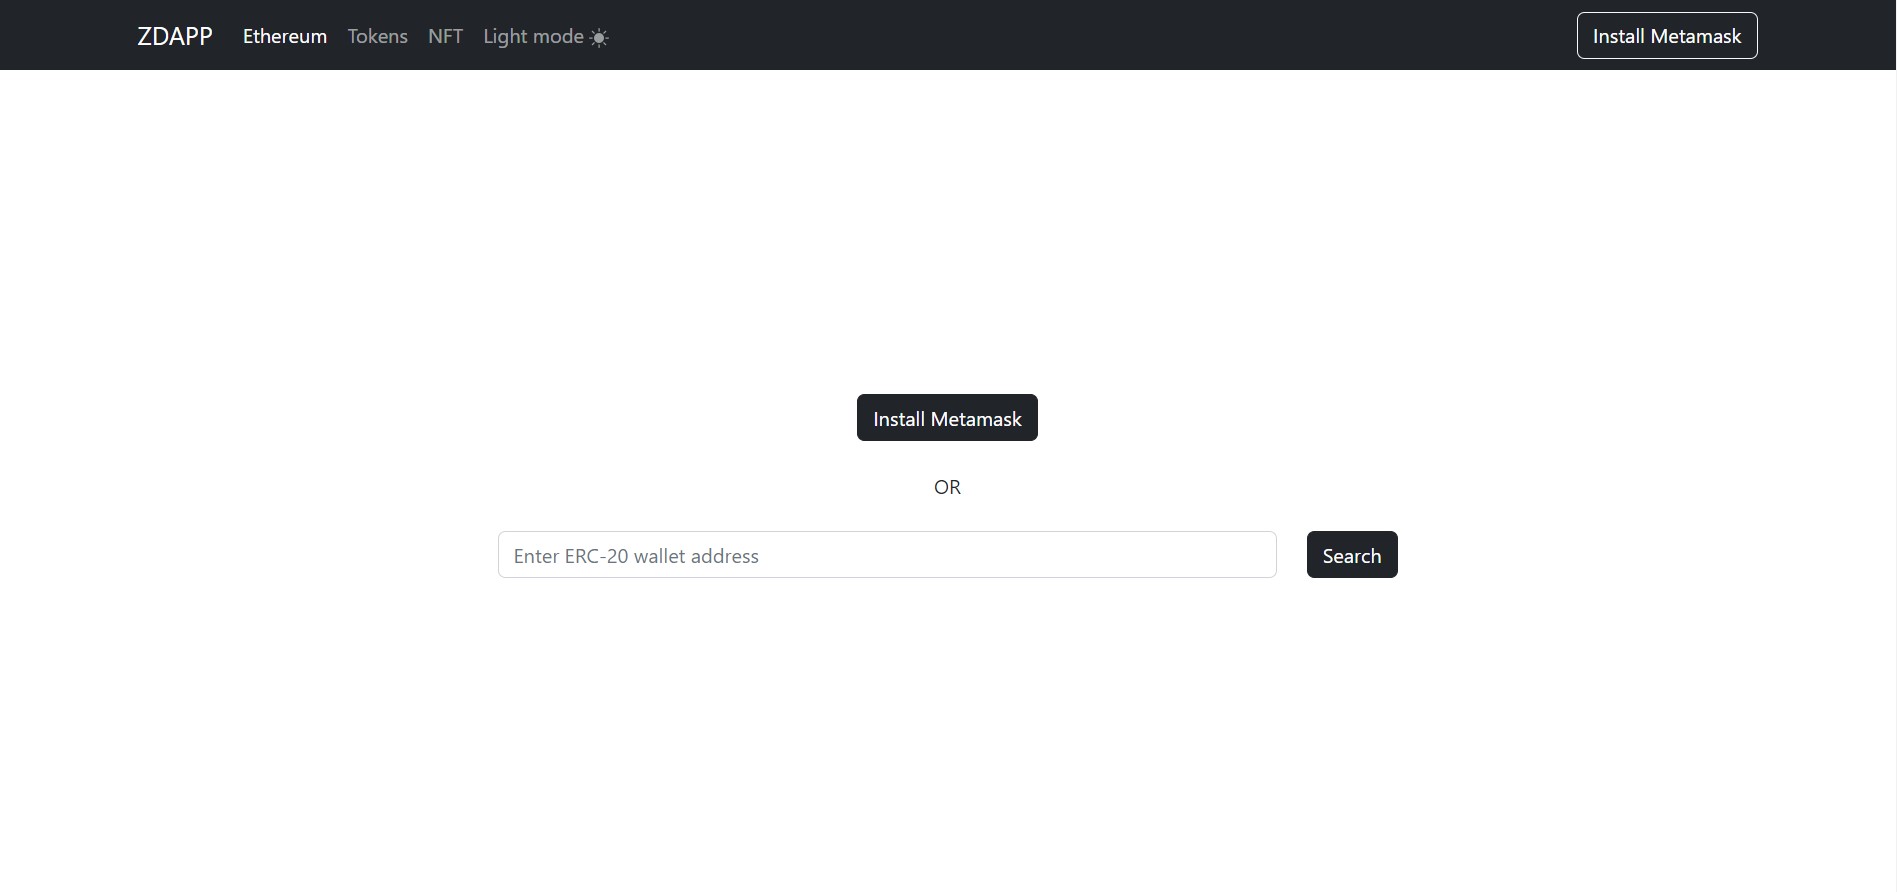 ZDAPP Ethereum Tokens NFT Light mode Install Metamask
Install Metamask
OR
Enter ERC-20 wallet address Search